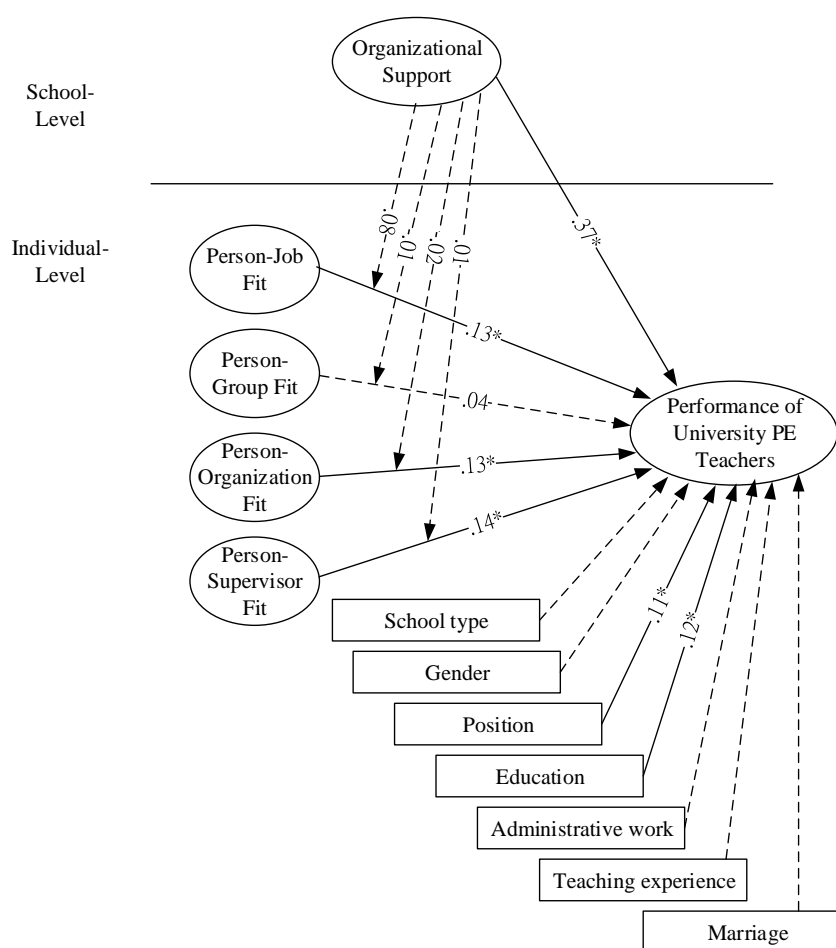 Organizational
Support
School-
Level
.37*
.08
.01
.02
.01
Individual-
Level
Person-Job
Fit
.13*
Person-
Group Fit
.04
Performance of
University PE
Teachers
Person-
Organization
Fit
.13*
Person-
Supervisor
Fit
.14*
School type
Gender
Position
.11*
Education
.12*
Administrative work
Teaching experience
Marriage